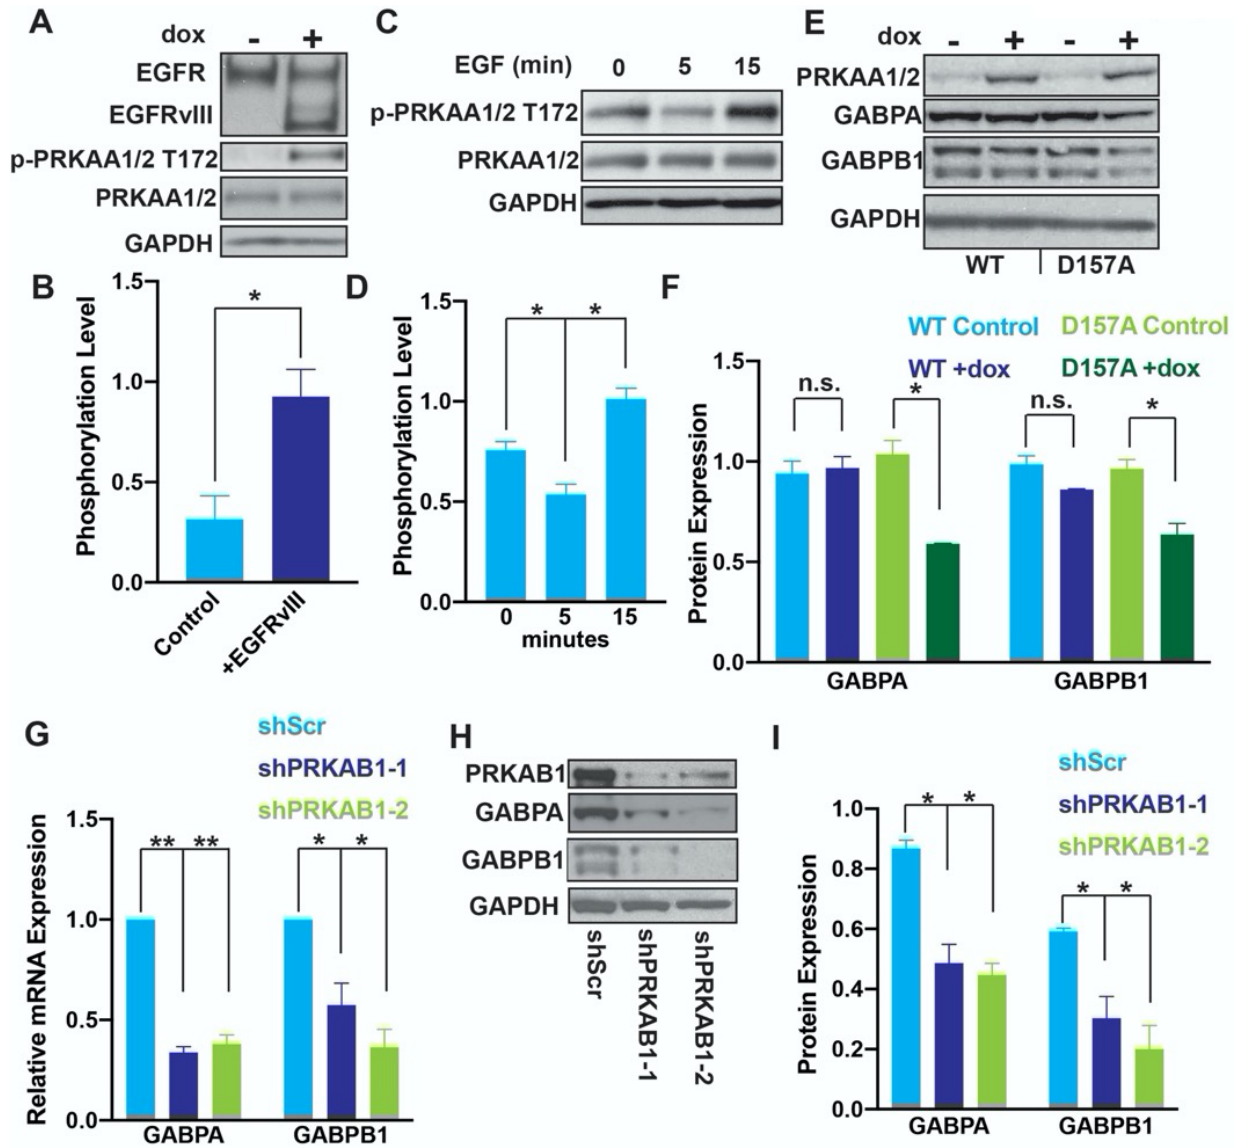 A
dox - +
EGFR
EGFRvIII
p-PRKAA1/2 T172
PRKAA1/2
GAPDH
B
Phosphorylation Level
1.5
1.0
0.5
0.0
*
Control
+EGFRvIII
C
EGF (min) 0 5 15
p-PRKAA1/2 T172
PRKAA1/2
GAPDH
D
Phosphorylation Level
1.5
1.0
0.5
0.0
* *
0 5 15
minutes
E
dox - + - +
PRKAA1/2
GABPA
GABPB1
GAPDH
WT D157A
F
WT Control D157A Control
WT +dox D157A +dox
Protein Expression
1.5
1.0
0.5
0.0
n.s. * n.s. *
GABPA GABPB1
G
shScr
shPRKAB1-1
shPRKAB1-2
Relative mRNA Expression
1.5
1.0
0.5
0.0
** ** * *
GABPA GABPB1
H
PRKAB1
GABPA
GABPB1
GAPDH
shScr
shPRKAB1-1
shPRKAB1-2
I
shScr
shPRKAB1-1
shPRKAB1-2
Protein Expression
1.0
0.8
0.6
0.4
0.2
0.0
* * * *
GABPA GABPB1